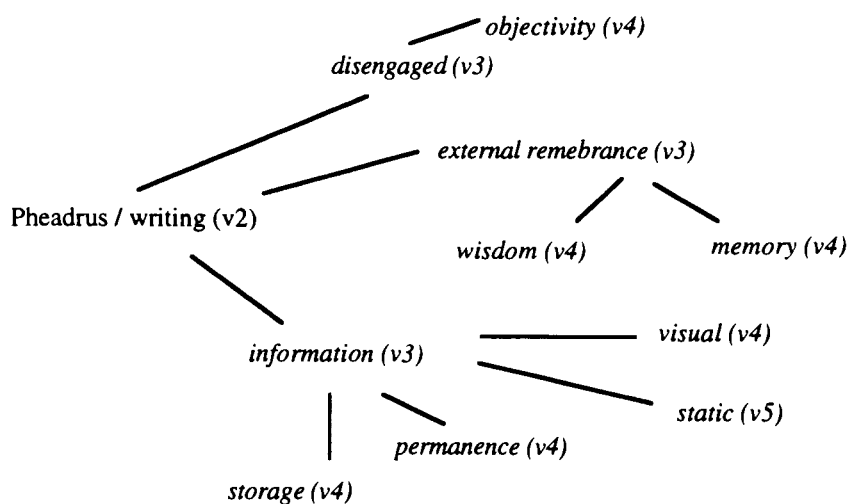 objectivity (v4)
disengaged (v3)
external remebrance (v3)
Pheadrus / writing (v2)
wisdom (v4)
memory (v4)
visual (v4)
information (v3)
static (v5)
permanence (v4)
storage (v4)